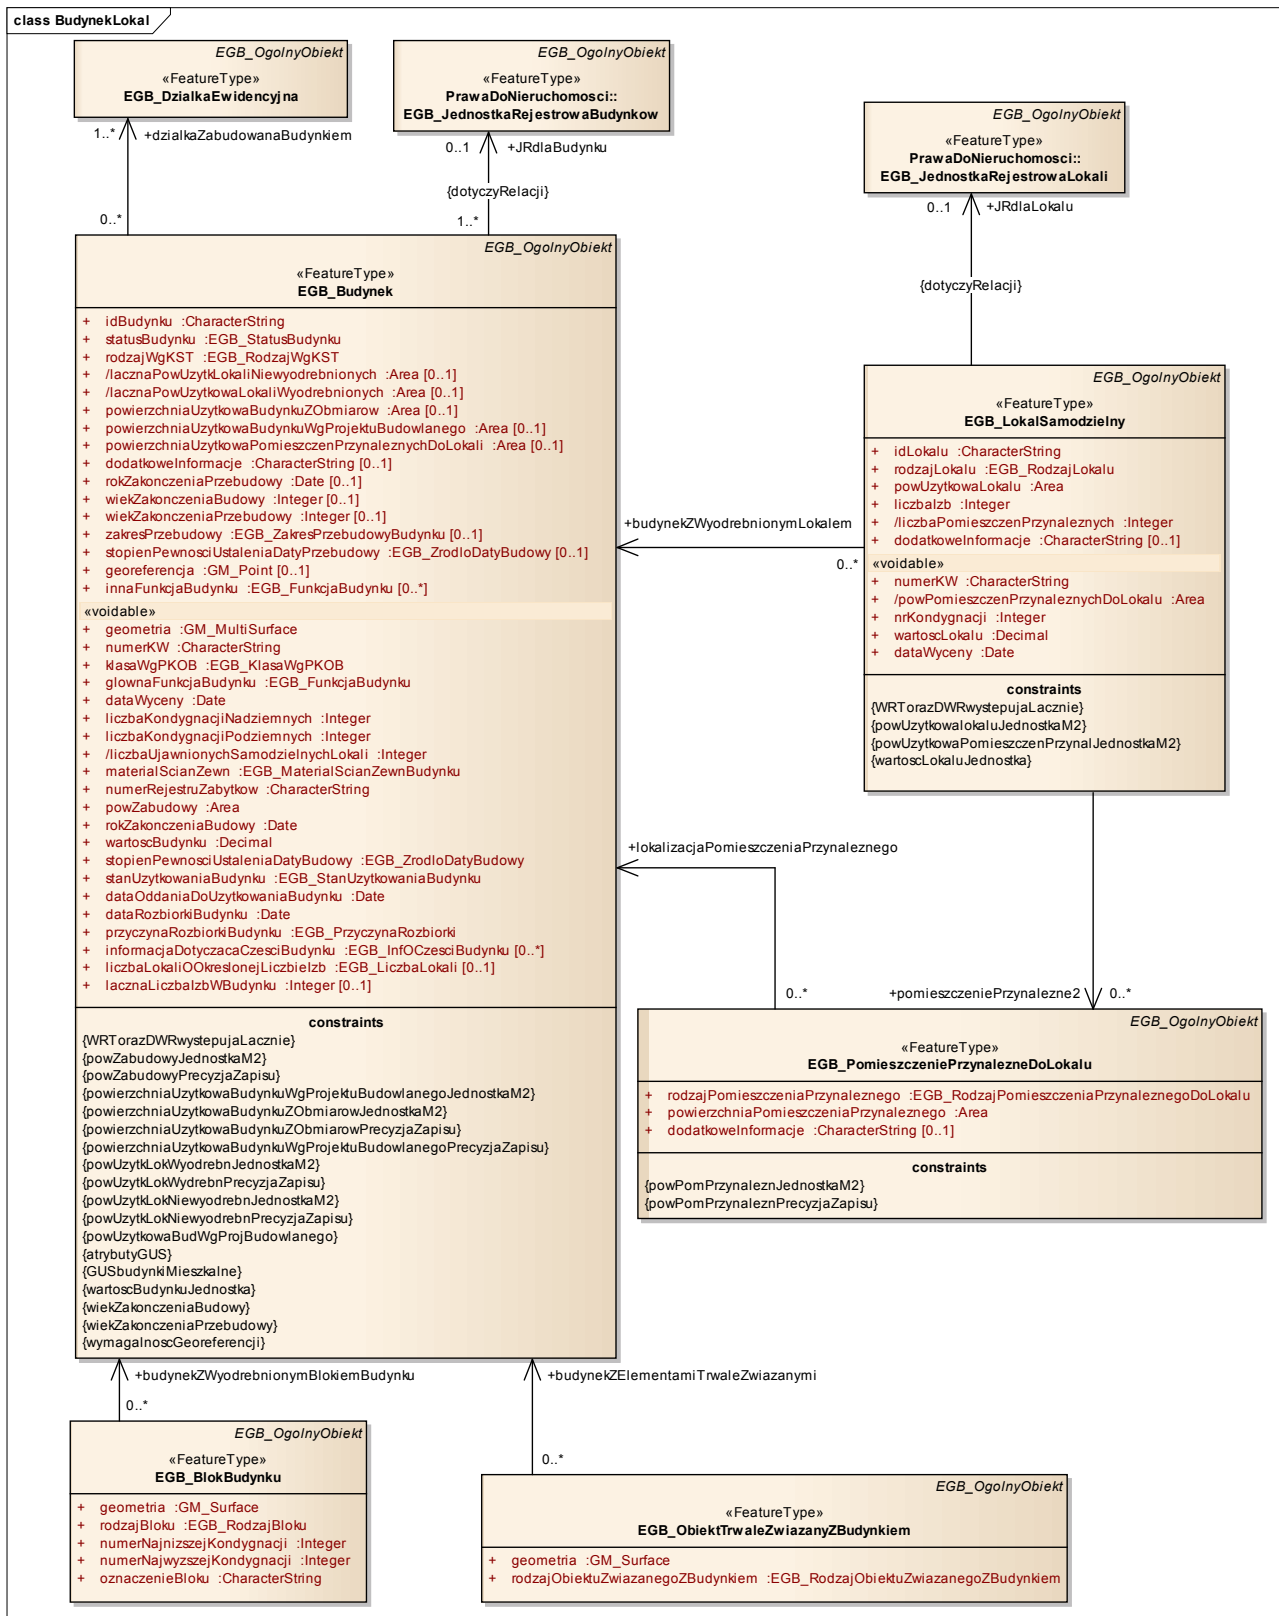 class BudynekLokal
EGB_OgolnyObiekt
«FeatureType»
EGB_DzialkaEwidencyjna
1..*
+dzialkaZabudowanaBudynkiem
0..*
EGB_OgolnyObiekt
«FeatureType»
PrawaDoNieruchomosci::
EGB_JednostkaRejestrowaBudynkow
0..1
+JRdlaBudynku
{dotyczyRelacji}
1..*
EGB_OgolnyObiekt
«FeatureType»
PrawaDoNieruchomosci::
EGB_JednostkaRejestrowaLokali
0..1
+JRdlaLokalu
{dotyczyRelacji}
EGB_OgolnyObiekt
«FeatureType»
EGB_Budynek
+ idBudynku :CharacterString
+ statusBudynku :EGB_StatusBudynku
+ rodzajWgKST :EGB_RodzajWgKST
+ /lacznaPowUzytkLokaliNiewyodrebnionych :Area [0..1]
+ /lacznaPowUzytkowaLokaliWyodrebnionych :Area [0..1]
+ powierzchniaUzytkowaBudynkuZObmiarow :Area [0..1]
+ powierzchniaUzytkowaBudynkuWgProjektuBudowlanego :Area [0..1]
+ powierzchniaUzytkowaPomieszczenPrzynaleznychDoLokali :Area [0..1]
+ dodatkoweInformacje :CharacterString [0..1]
+ rokZakonczeniaPrzebudowy :Date [0..1]
+ wiekZakonczeniaBudowy :Integer [0..1]
+ wiekZakonczeniaPrzebudowy :Integer [0..1]
+ zakresPrzebudowy :EGB_ZakresPrzebudowyBudynku [0..1]
+ stopienPewnosciUstaleniaDatyPrzebudowy :EGB_ZrodloDatyBudowy [0..1]
+ georeferencja :GM_Point [0..1]
+ innaFunkcjaBudynku :EGB_FunkcjaBudynku [0..*]
«voidable»
+ geometria :GM_MultiSurface
+ numerKW :CharacterString
+ klasaWgPKOB :EGB_KlasaWgPKOB
+ glownaFunkcjaBudynku :EGB_FunkcjaBudynku
+ dataWyceny :Date
+ liczbaKondygnacjiNadziemnych :Integer
+ liczbaKondygnacjiPodziemnych :Integer
+ /liczbaUjawnionychSamodzielnychLokali :Integer
+ materialScianZewn :EGB_MaterialScianZewnBudynku
+ numerRejestruZabytkow :CharacterString
+ powZabudowy :Area
+ rokZakonczeniaBudowy :Date
+ wartoscBudynku :Decimal
+ stopienPewnosciUstaleniaDatyBudowy :EGB_ZrodloDatyBudowy
+ stanUzytkowaniaBudynku :EGB_StanUzytkowaniaBudynku
+ dataOddaniaDoUzytkowaniaBudynku :Date
+ dataRozbiorkiBudynku :Date
+ przyczynaRozbiorkiBudynku :EGB_PrzyczynaRozbiorki
+ informacjaDotyczacaCzesciBudynku :EGB_InfOCzesciBudynku [0..*]
+ liczbaLokaliOOkreslonejLiczbieIzb :EGB_LiczbaLokali [0..1]
+ lacznaLiczbaIzbWBudynku :Integer [0..1]
constraints
{WRTorazDWRwystepujaLacznie}
{powZabudowyJednostkaM2}
{powZabudowyPrecyzjaZapisu}
{powierzchniaUzytkowaBudynkuWgProjektuBudowlanegoJednostkaM2}
{powierzchniaUzytkowaBudynkuZObmiarowJednostkaM2}
{powierzchniaUzytkowaBudynkuZObmiarowPrecyzjaZapisu}
{powierzchniaUzytkowaBudynkuWgProjektuBudowlanegoPrecyzjaZapisu}
{powUzytkLokWyodrebnJednostkaM2}
{powUzytkLokWydrebnPrecyzjaZapisu}
{powUzytkLokNiewyodrebnJednostkaM2}
{powUzytkLokNiewyodrebnPrecyzjaZapisu}
{powUzytkowaBudWgProjBudowlanego}
{atrybutyGUS}
{GUSbudynkiMieszkalne}
{wartoscBudynkuJednostka}
{wiekZakonczeniaBudowy}
{wiekZakonczeniaPrzebudowy}
{wymagalnoscGeoreferencji}
EGB_OgolnyObiekt
«FeatureType»
EGB_LokalSamodzielny
+ idLokalu :CharacterString
+ rodzajLokalu :EGB_RodzajLokalu
+ powUzytkowaLokalu :Area
+ liczbaIzb :Integer
+ /liczbaPomieszczenPrzynaleznych :Integer
+ dodatkoweInformacje :CharacterString [0..1]
«voidable»
+ numerKW :CharacterString
+ /powPomieszczenPrzynaleznychDoLokalu :Area
+ nrKondygnacji :Integer
+ wartoscLokalu :Decimal
+ dataWyceny :Date
constraints
{WRTorazDWRwystepujaLacznie}
{powUzytkowalokaluJednostkaM2}
{powUzytkowaPomieszczenPrzynalJednostkaM2}
{wartoscLokaluJednostka}
+budynekZWyodrebnionymLokalem
0..*
+lokalizacjaPomieszczeniaPrzynaleznego
0..*
+pomieszczeniePrzynalezne2
0..*
EGB_OgolnyObiekt
«FeatureType»
EGB_PomieszczeniePrzynalezneDoLokalu
+ rodzajPomieszczeniaPrzynaleznego :EGB_RodzajPomieszczeniaPrzynaleznegoDoLokalu
+ powierzchniaPomieszczeniaPrzynaleznego :Area
+ dodatkoweInformacje :CharacterString [0..1]
constraints
{powPomPrzynaleznJednostkaM2}
{powPomPrzynaleznPrecyzjaZapisu}
+budynekZWyodrebnionymBlokiemBudynku
0..*
+budynekZElementamiTrwaleZwiazanymi
0..*
EGB_OgolnyObiekt
«FeatureType»
EGB_BlokBudynku
+ geometria :GM_Surface
+ rodzajBloku :EGB_RodzajBloku
+ numerNajnizszejKondygnacji :Integer
+ numerNajwyzszejKondygnacji :Integer
+ oznaczenieBloku :CharacterString
EGB_OgolnyObiekt
«FeatureType»
EGB_ObiektTrwaleZwiazanyZBudynkiem
+ geometria :GM_Surface
+ rodzajObiektuZwiazanegoZBudynkiem :EGB_RodzajObiektuZwiazanegoZBudynkiem